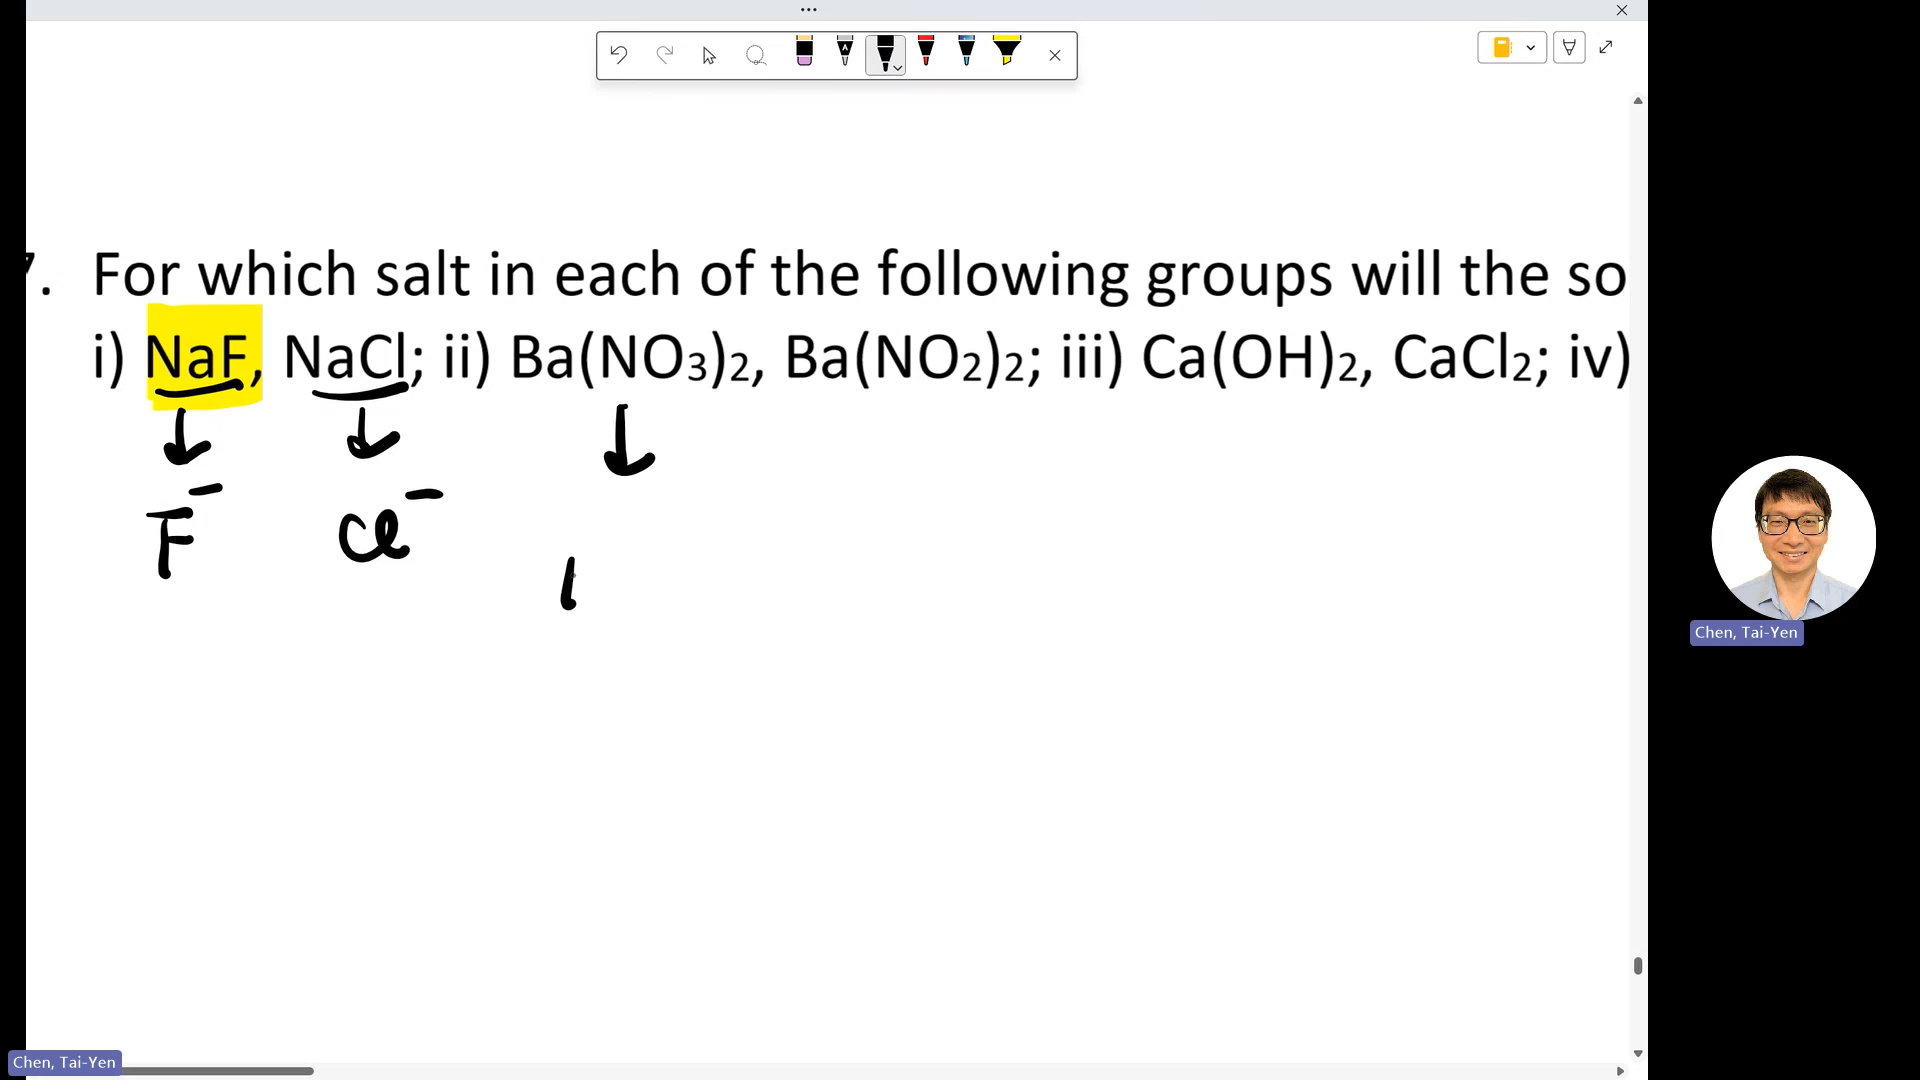 . For which salt in each of the following groups will the so
i) NaF, NaCl; ii) Ba(NO3)2, Ba(NO2)2; iii) Ca(OH)2, CaCl2; iv)
F⁻ Cl⁻
Chen, Tai-Yen
Chen, Tai-Yen